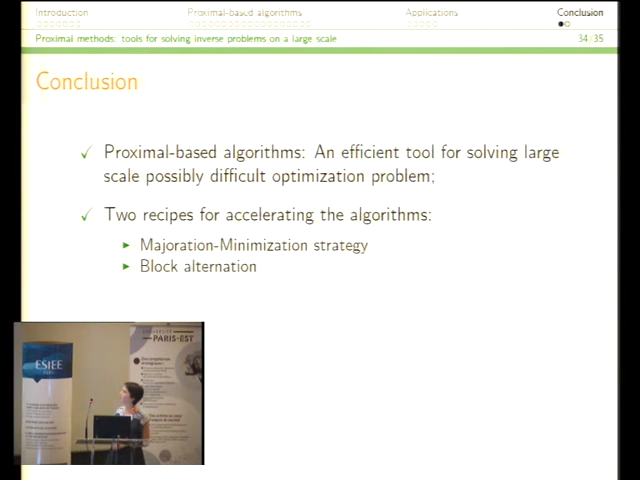 Introduction
Proximal-based algorithms
Applications
Conclusion
Proximal methods: tools for solving inverse problems on a large scale
34/35
Conclusion
✓ Proximal-based algorithms: An efficient tool for solving large
scale possibly difficult optimization problem;
✓ Two recipes for accelerating the algorithms:
▶ Majoration-Minimization strategy
▶ Block alternation
UNIVERSITÉ
PARIS-EST
ESIEE